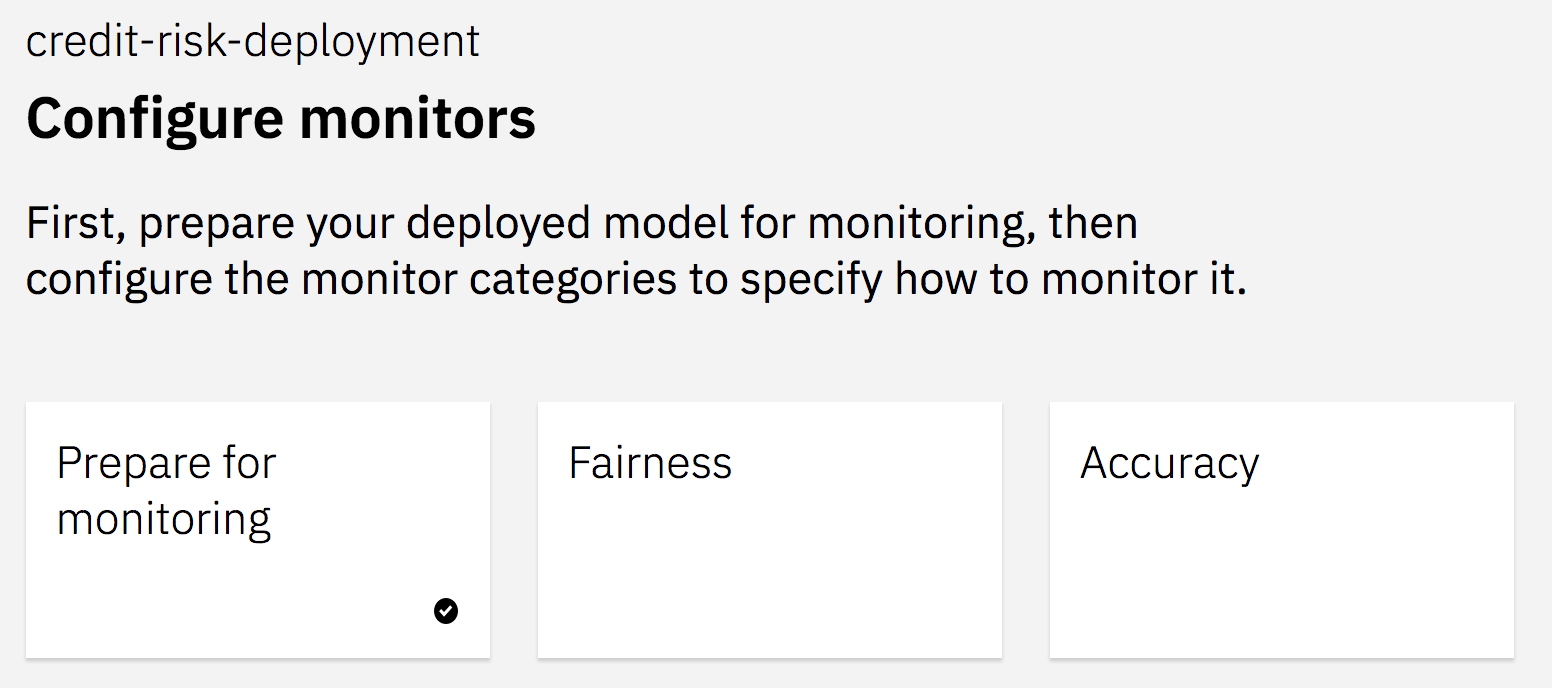 credit-risk-deployment
Configure monitors
First, prepare your deployed model for monitoring, then
configure the monitor categories to specify how to monitor it.
Prepare for
monitoring
Fairness
Accuracy